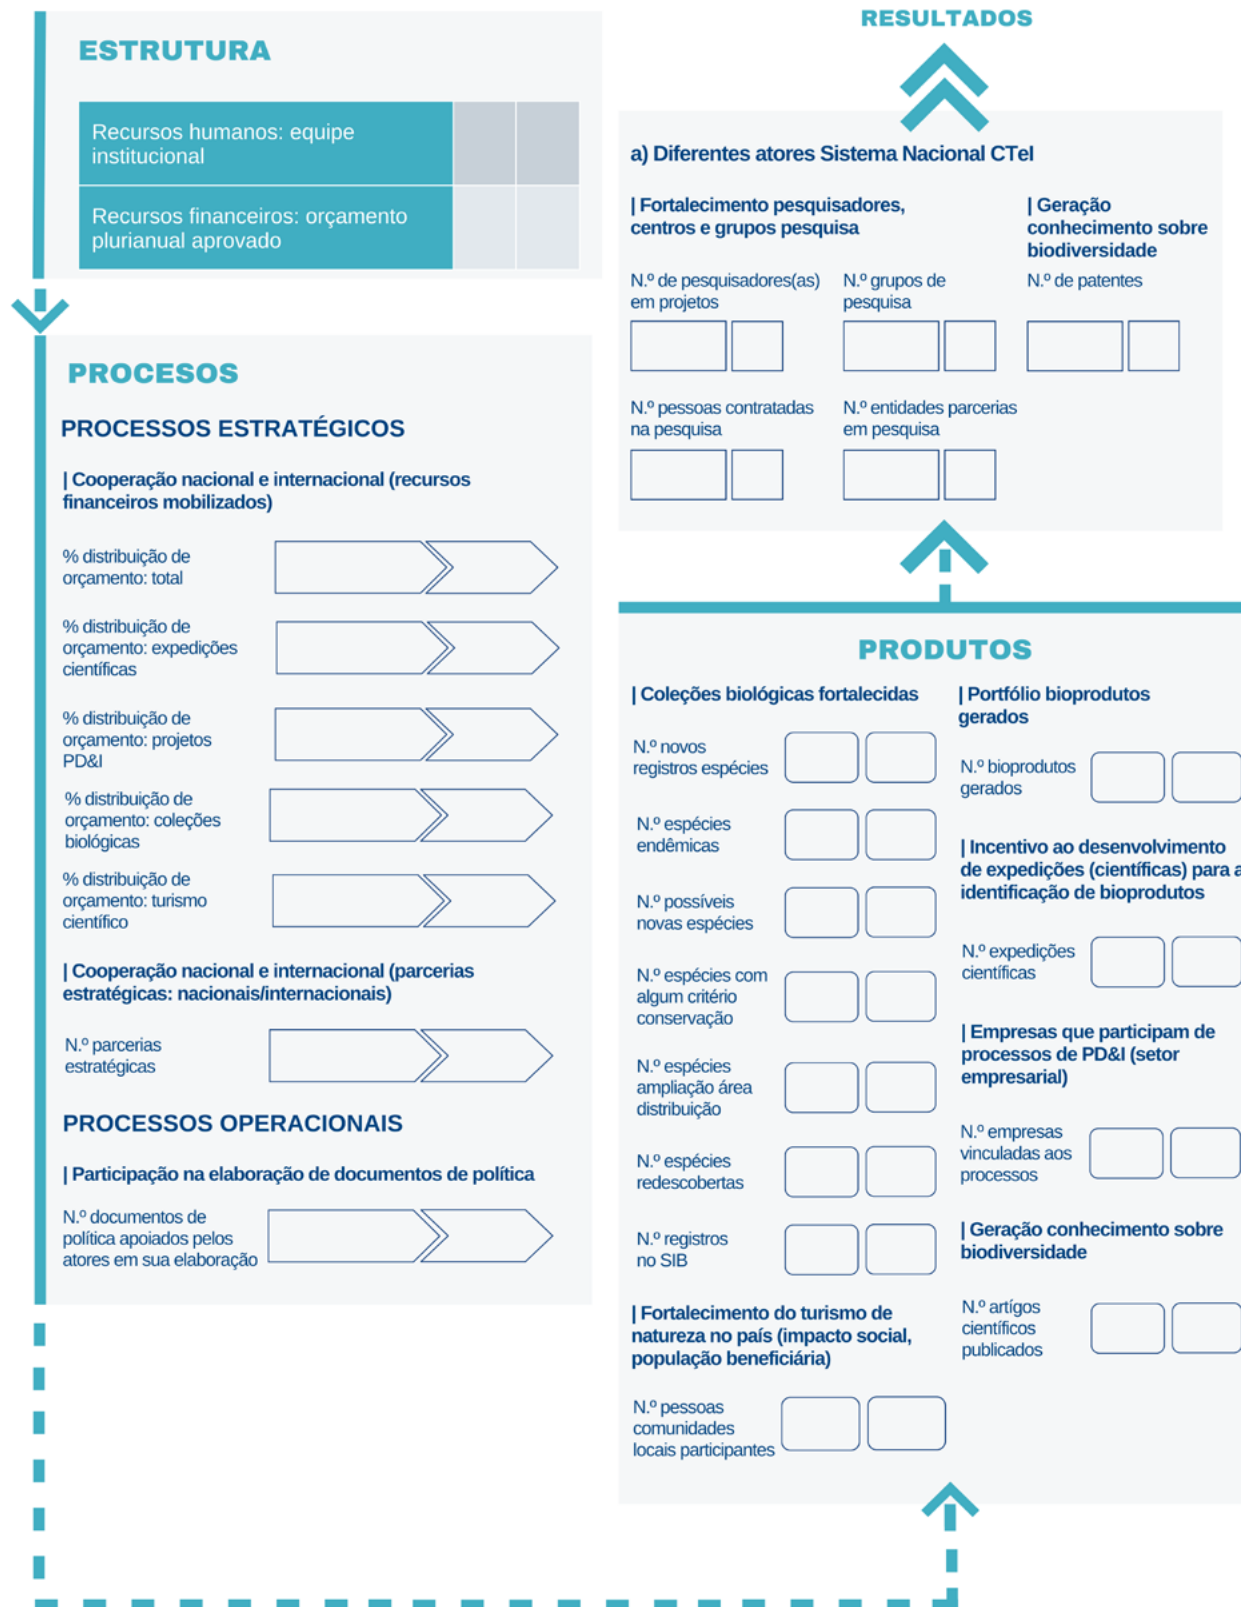 ESTRUTURA
Recursos humanos: equipe
institucional
Recursos financeiros: orçamento
plurianual aprovado
PROCESOS
PROCESSOS ESTRATÉGICOS
| Cooperação nacional e internacional (recursos
financeiros mobilizados)
% distribuição de
orçamento: total
% distribuição de
orçamento: expedições
científicas
% distribuição de
orçamento: projetos
PD&I
% distribuição de
orçamento: coleções
biológicas
% distribuição de
orçamento: turismo
científico
| Cooperação nacional e internacional (parcerias
estratégicas: nacionais/internacionais)
N.º parcerias
estratégicas
PROCESSOS OPERACIONAIS
| Participação na elaboração de documentos de política
N.º documentos de
política apoiados pelos
atores em sua elaboração
RESULTADOS
a) Diferentes atores Sistema Nacional CTeI
| Fortalecimento pesquisadores,
centros e grupos pesquisa
N.º de pesquisadores(as)
em projetos
N.º grupos de
pesquisa
N.º pessoas contratadas
na pesquisa
N.º entidades parcerias
em pesquisa
| Geração
conhecimento sobre
biodiversidade
N.º de patentes
PRODUTOS
| Coleções biológicas fortalecidas
N.º novos
registros espécies
N.º espécies
endêmicas
N.º possíveis
novas espécies
N.º espécies com
algum critério
conservação
N.º espécies
ampliação área
distribuição
N.º espécies
redescobertas
N.º registros
no SIB
| Fortalecimento do turismo de
natureza no país (impacto social,
população beneficiária)
N.º pessoas
comunidades
locais participantes
| Portfólio bioprodutos
gerados
N.º bioprodutos
gerados
| Incentivo ao desenvolvimento
de expedições (científicas) para a
identificação de bioprodutos
N.º expedições
científicas
| Empresas que participam de
processos de PD&I (setor
empresarial)
N.º empresas
vinculadas aos
processos
| Geração conhecimento sobre
biodiversidade
N.º artígos
científicos
publicados